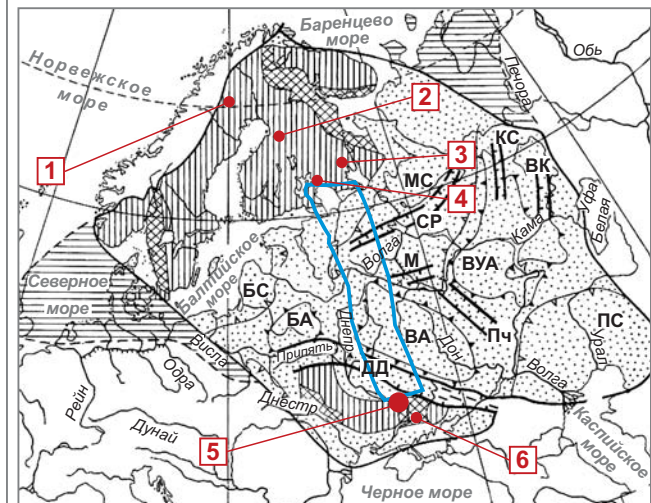 Баренцево
море
Обь
Норвежское
море
Печора
1
2
3
4
КС
ВК
МС
СР
Волга
Кама
Уфа
Белая
М
ВУА
Северное
море
Балтийское
море
БС
БА
Днепр
ВА
Дон
Пч
ПС
Урал
Волга
Висла
Одра
Припять
ДД
Рейн
Днестр
Дунай
Каспийское
море
5
6
Черное море